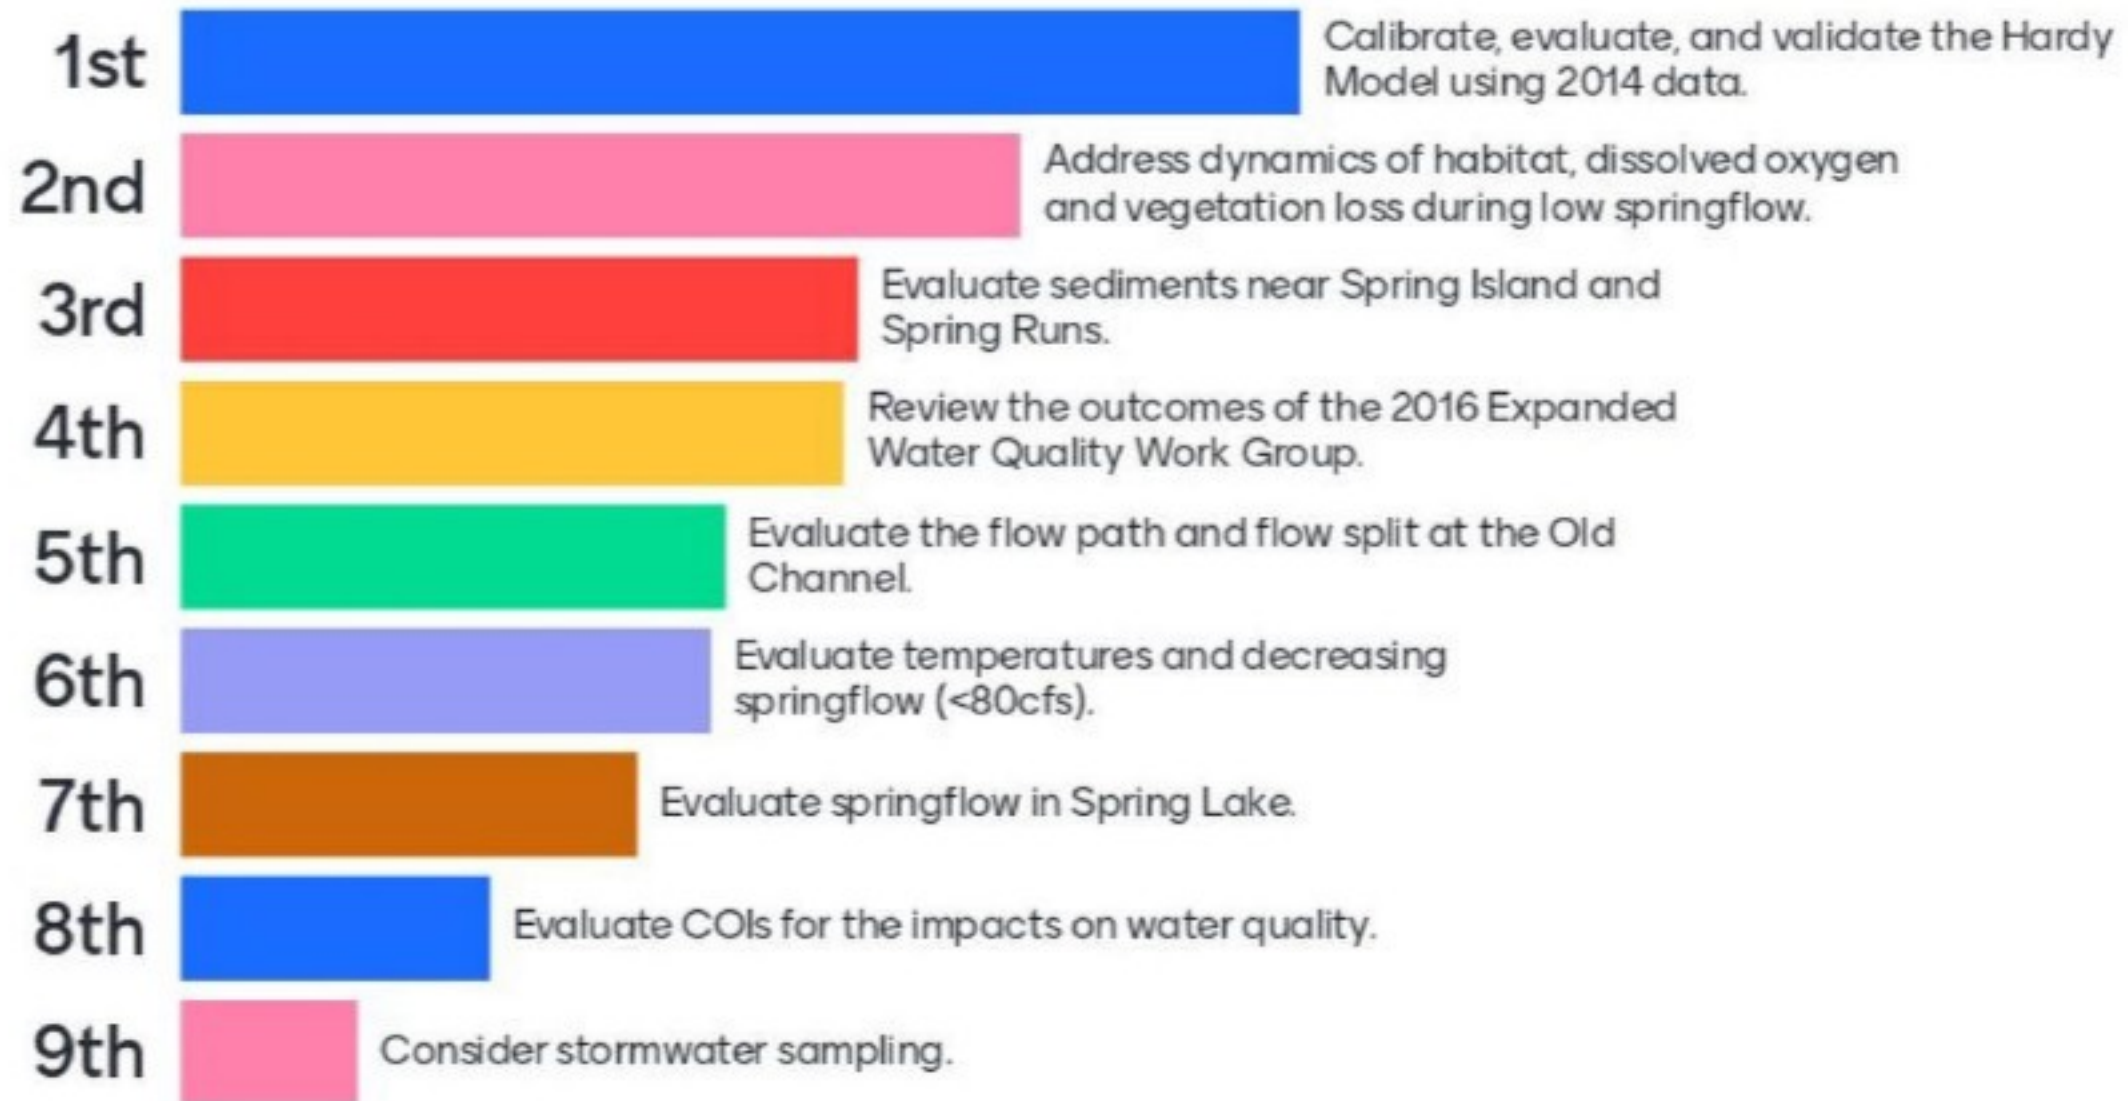 1st
Calibrate, evaluate, and validate the Hardy
Model using 2014 data.
2nd
Address dynamics of habitat, dissolved oxygen
and vegetation loss during low springflow.
3rd
Evaluate sediments near Spring Island and
Spring Runs.
4th
Review the outcomes of the 2016 Expanded
Water Quality Work Group.
5th
Evaluate the flow path and flow split at the Old
Channel.
6th
Evaluate temperatures and decreasing
springflow (<80cfs).
7th
Evaluate springflow in Spring Lake.
8th
Evaluate COIs for the impacts on water quality.
9th
Consider stormwater sampling.